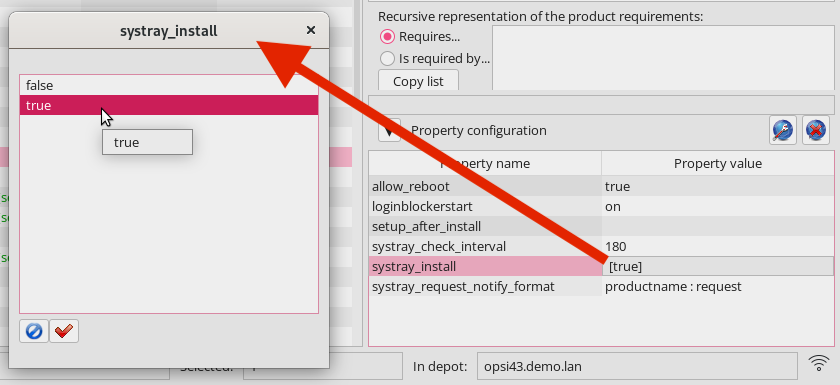 systray_install
false
true
true
Recursive representation of the product requirements:
Requires...
Is required by...
Copy list
Property configuration
Property name Property value
allow_reboot true
loginblockerstart on
setup_after_install
systray_check_interval 180
systray_install [true]
systray_request_notify_format productname : request
Selected:
In depot: opsi43.demo.lan